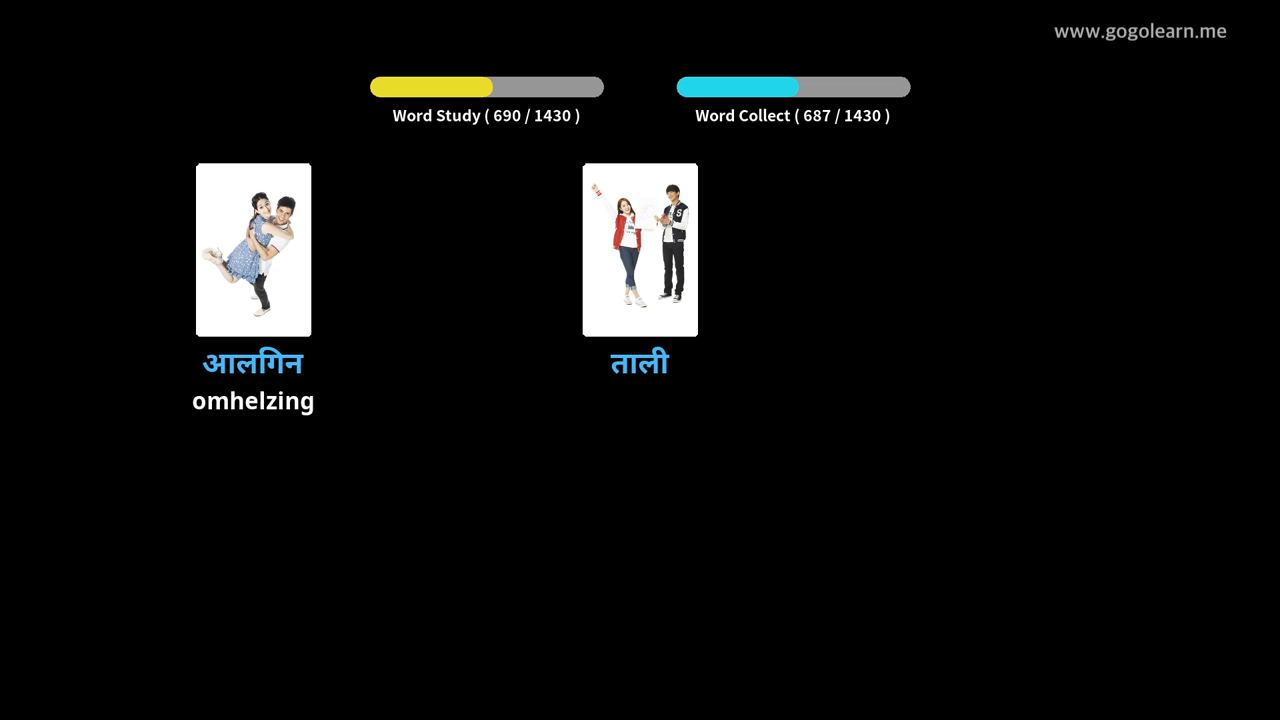 www.gogolearn.me
Word Study ( 690 / 1430 )
Word Collect ( 687 / 1430 )
आलगिन
ताली
omhelzing